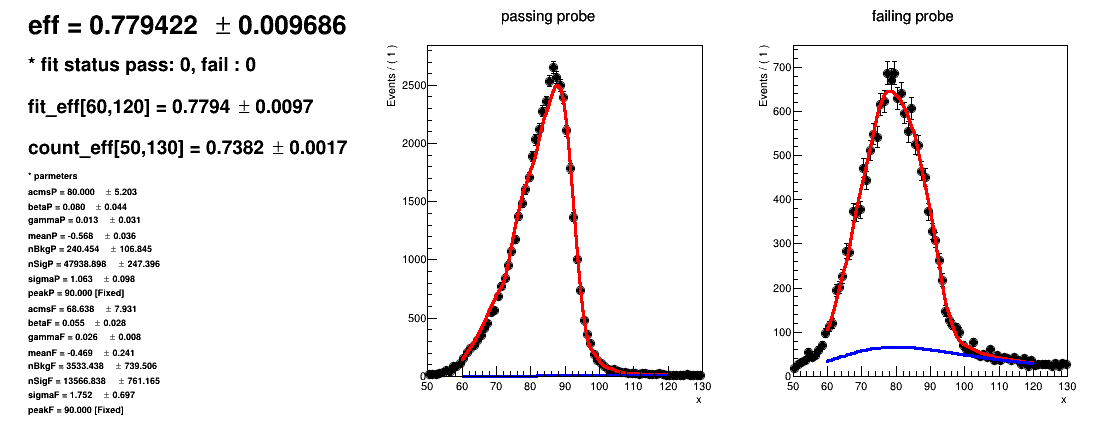 eff = 0.779422 ± 0.009686
* fit status pass: 0, fail : 0
fit_eff[60,120] = 0.7794 ± 0.0097
count_eff[50,130] = 0.7382 ± 0.0017
* parmeters
acmsP = 80.000 ± 5.203
betaP = 0.080 ± 0.044
gammaP = 0.013 ± 0.031
meanP = -0.568 ± 0.036
nBkgP = 240.454 ± 106.845
nSigP = 47938.898 ± 247.396
sigmaP = 1.063 ± 0.098
peakP = 90.000 [Fixed]
acmsF = 68.638 ± 7.931
betaF = 0.055 ± 0.028
gammaF = 0.026 ± 0.008
meanF = -0.469 ± 0.241
nBkgF = 3533.438 ± 739.506
nSigF = 13566.838 ± 761.165
sigmaF = 1.752 ± 0.697
peakF = 90.000 [Fixed]
passing probe
Events / ( 1 )
2500
2000
1500
1000
500
0
50 60 70 80 90 100 110 120 130
x
failing probe
Events / ( 1 )
700
600
500
400
300
200
100
0
50 60 70 80 90 100 110 120 130
x